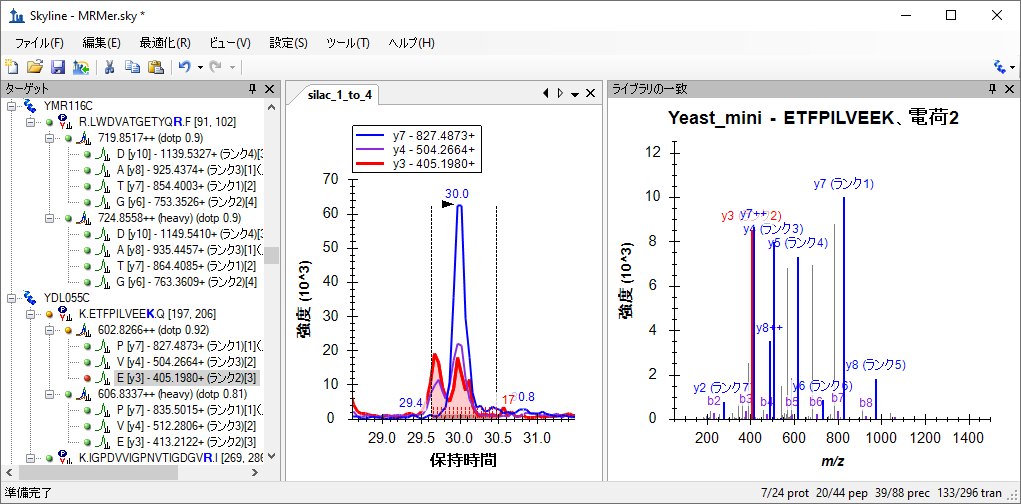 Skyline - MRMer.sky *
ファイル(F) 編集(E) 最適化(R) ビュー(V) 設定(S) ツール(T) ヘルプ(H)
ターゲット
YMR116C
R.LWDVATGETYQR.F [91, 102]
719.8517++ (dotp 0.9)
D [y10] - 1139.5327+ (ランク4)[3
A [y8] - 925.4374+ (ランク3)[1](
T [y7] - 854.4003+ (ランク1)[2]
G [y6] - 753.3526+ (ランク2)[4]
724.8558++ (heavy) (dotp 0.9)
D [y10] - 1149.5410+ (ランク4)[3
A [y8] - 935.4457+ (ランク3)[1](
T [y7] - 864.4085+ (ランク1)[2]
G [y6] - 763.3609+ (ランク2)[4]
YDL055C
K.ETFPILVEEK.Q [197, 206]
602.8266++ (dotp 0.92)
P [y7] - 827.4873+ (ランク1)[1](
V [y4] - 504.2664+ (ランク3)[2]
E [y3] - 405.1980+ (ランク2)[3]
606.8337++ (heavy) (dotp 0.81)
P [y7] - 835.5015+ (ランク1)[1](
V [y4] - 512.2806+ (ランク3)[2]
E [y3] - 413.2122+ (ランク2)[3]
K.IGPDVVIGPNVTIGDGVR.I [269, 286
silac_1_to_4
y7 - 827.4873+
y4 - 504.2664+
y3 - 405.1980+
30.0
29.4
17
0.8
70
60
50
40
30
20
10
0
強度 (10^3)
29.0 29.5 30.0 30.5 31.0
保持時間
ライブラリの一致
Yeast_mini - ETFPILVEEK、電荷2
y7 (ランク1)
y3 (ランク2)
y7++
y4 (ランク3)
y5 (ランク4)
y8++
y8 (ランク5)
y2 (ランク7)
y6 (ランク6)
b2 b3 b4 b5 b6 b7 b8
12
10
8
6
4
2
0
強度 (10^3)
200 400 600 800 1000 1200 1400
m/z
準備完了
7/24 prot 20/44 pep 39/88 prec 133/296 tran